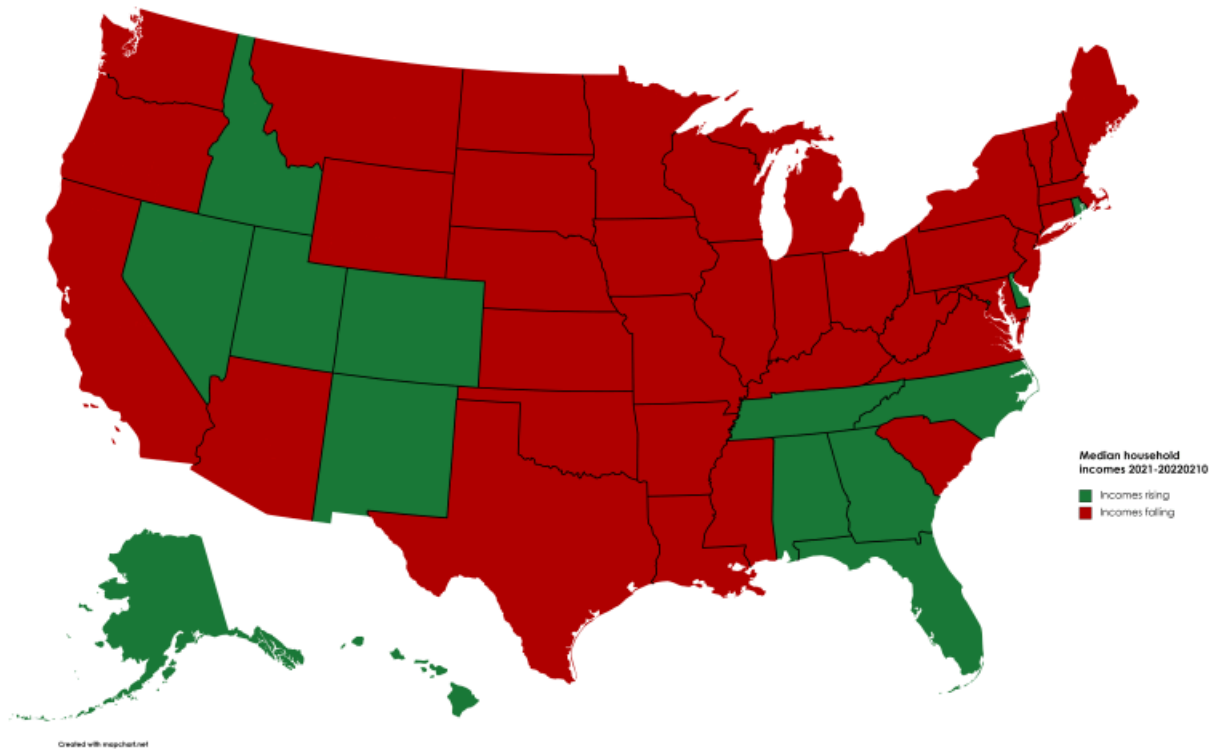 Median household
incomes 2021-20220210
Incomes rising
Incomes falling
Created with mapchart.net